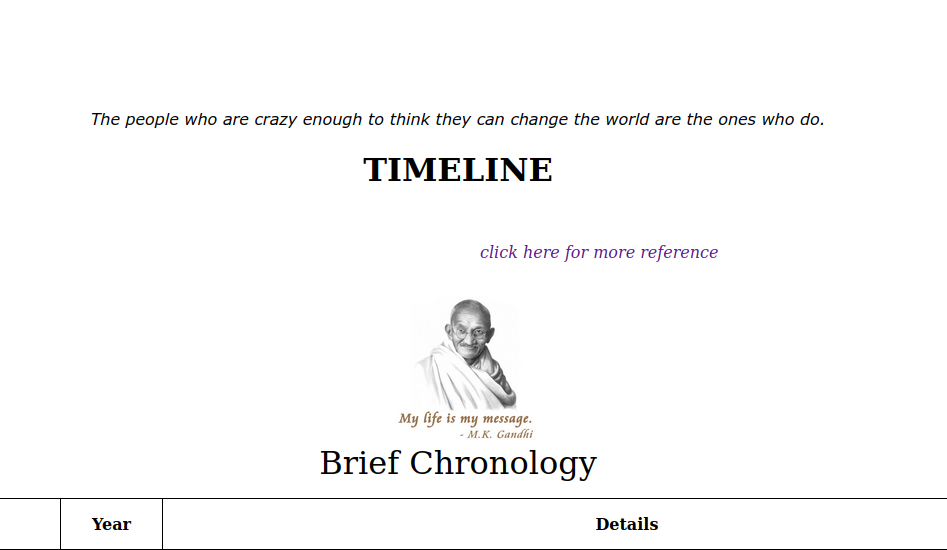 The people who are crazy enough to think they can change the world are the ones who do.
TIMELINE
click here for more reference
My life is my message.
- M.K. Gandhi
Brief Chronology
Year Details